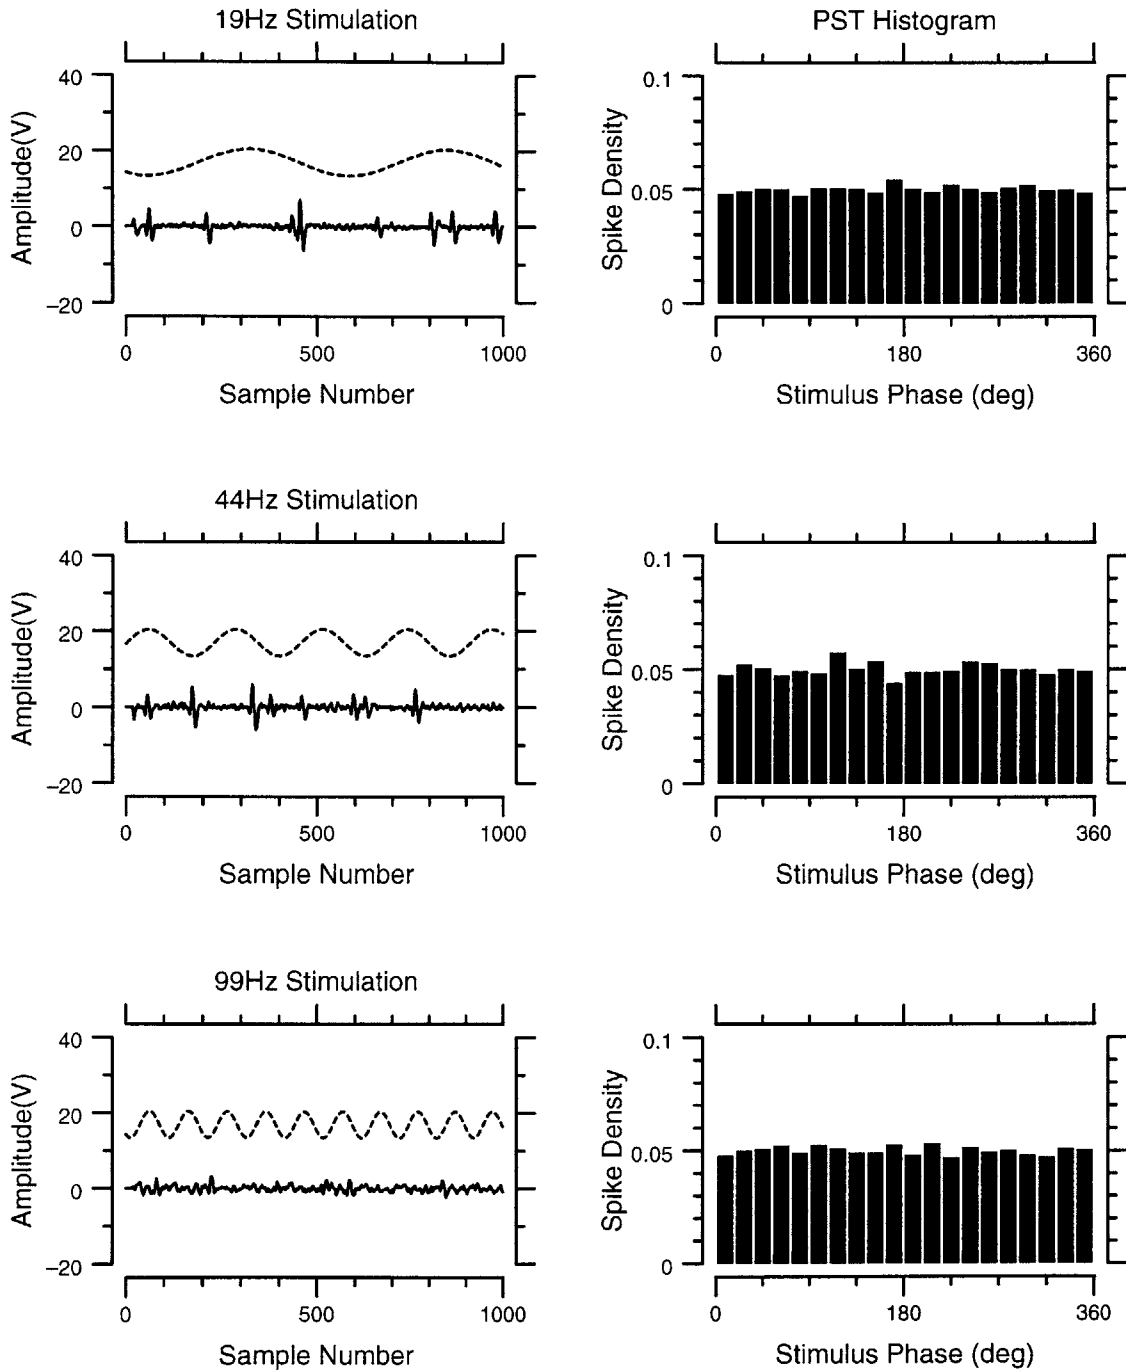 19Hz Stimulation
PST Histogram
40
20
0
−20
Amplitude(V)
0
500
1000
Sample Number
0.1
0.05
0
Spike Density
0
180
360
Stimulus Phase (deg)
44Hz Stimulation
40
20
0
−20
Amplitude(V)
0
500
1000
Sample Number
0.1
0.05
0
Spike Density
0
180
360
Stimulus Phase (deg)
99Hz Stimulation
40
20
0
−20
Amplitude(V)
0
500
1000
Sample Number
0.1
0.05
0
Spike Density
0
180
360
Stimulus Phase (deg)